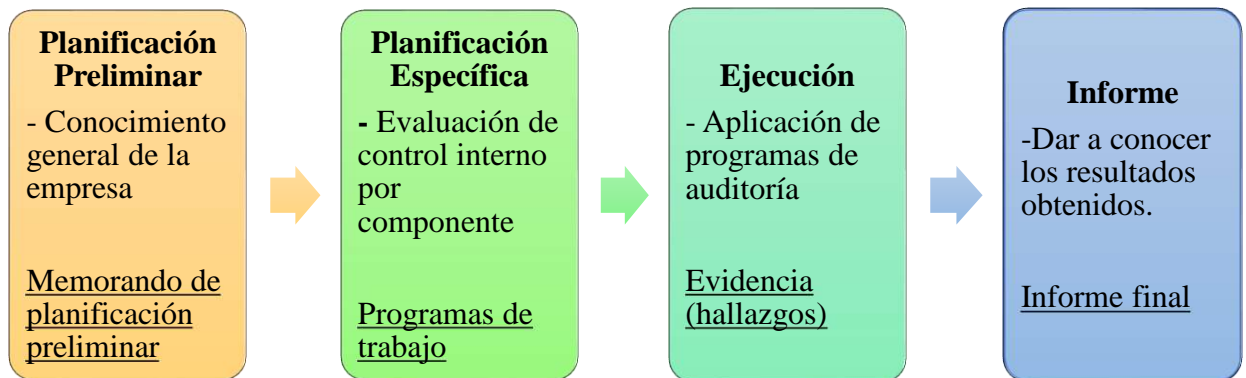 Planificación
Preliminar
- Conocimiento
general de la
empresa
Memorando de
planificación
preliminar
Planificación
Específica
- Evaluación de
control interno
por
componente
Programas de
trabajo
Ejecución
- Aplicación de
programas de
auditoría
Evidencia
(hallazgos)
Informe
-Dar a conocer
los resultados
obtenidos.
Informe final